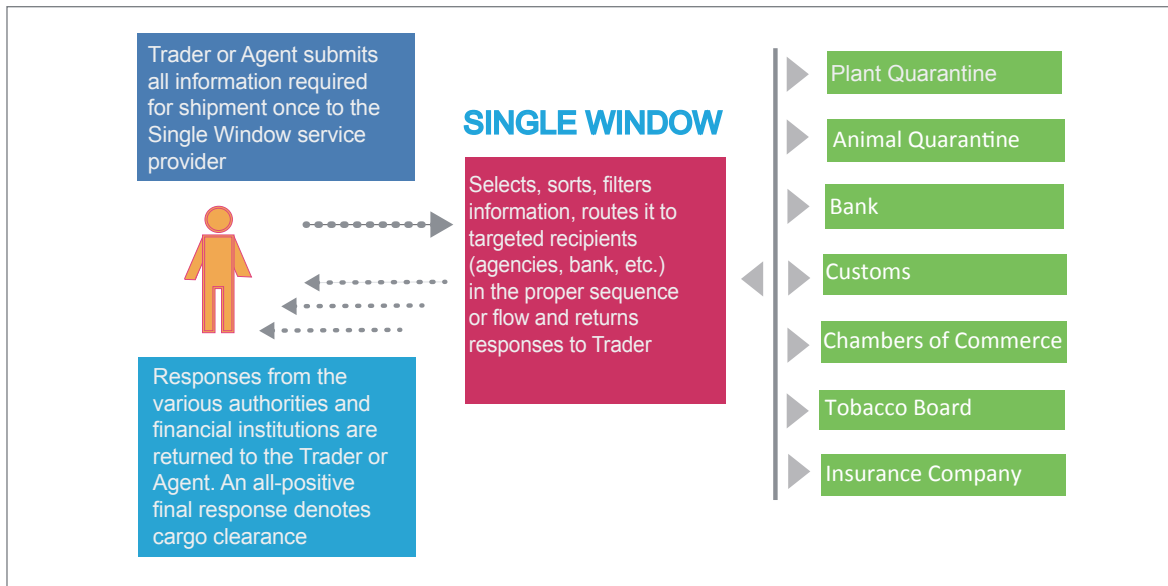 Trader or Agent submits
all information required
for shipment once to the
Single Window service
provider
SINGLE WINDOW
Selects, sorts, filters
information, routes it to
targeted recipients
(agencies, bank, etc.)
in the proper sequence
or flow and returns
responses to Trader
Responses from the
various authorities and
financial institutions are
returned to the Trader or
Agent. An all-positive
final response denotes
cargo clearance
Plant Quarantine
Animal Quarantine
Bank
Customs
Chambers of Commerce
Tobacco Board
Insurance Company